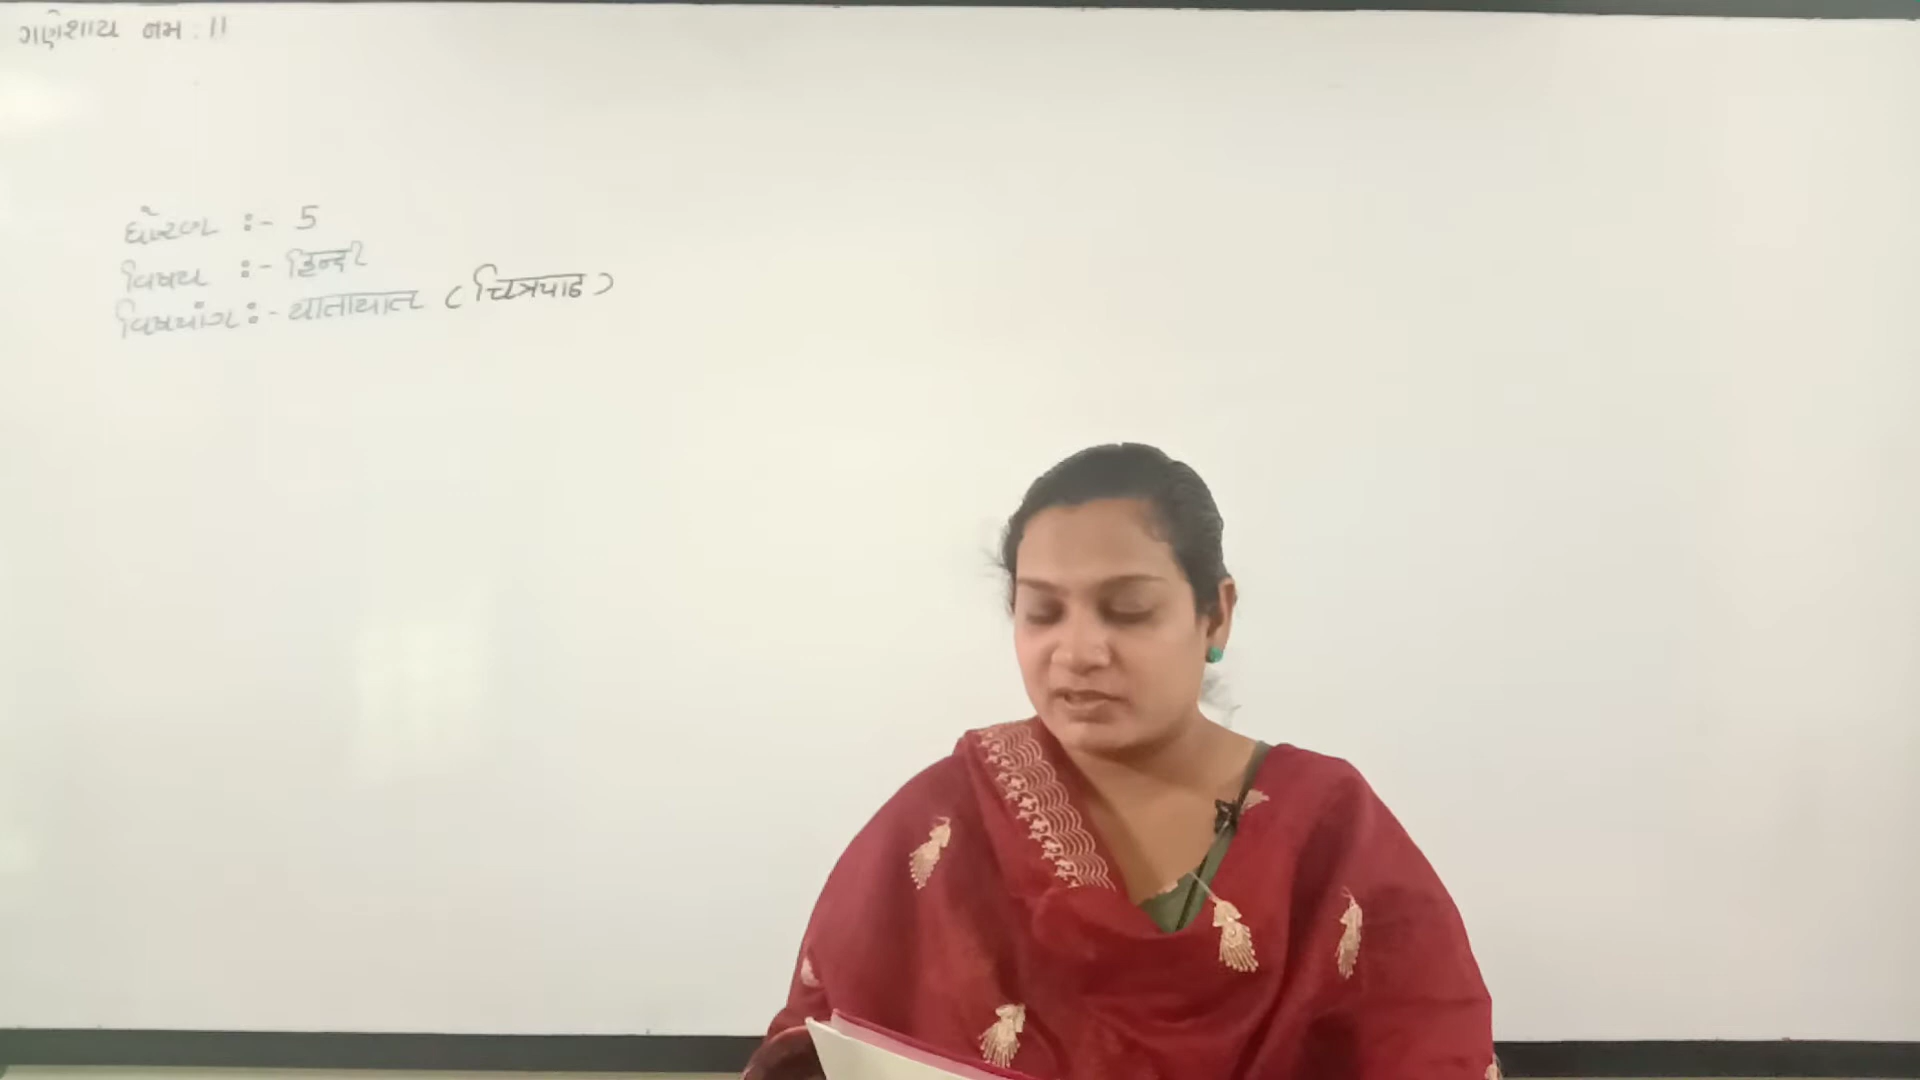 ગણેશાય નમ: ||
ધોરણ :- 5
વિષય :- हिन्दी
વિષયાંગ :- यातायात (चित्रपाठ)